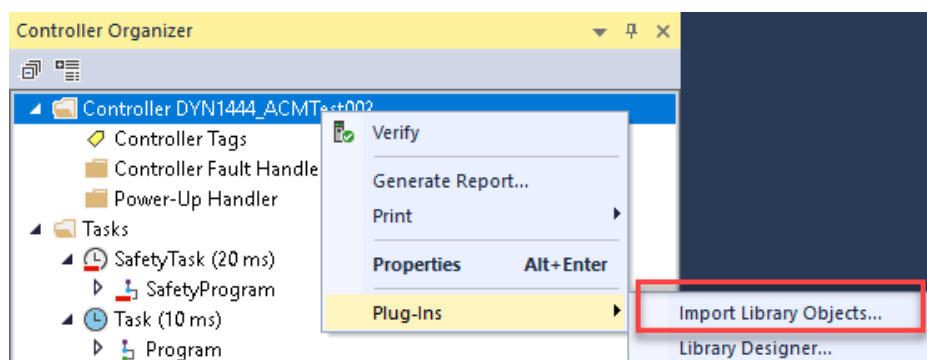 Controller Organizer
Controller DYN1444_ACMTest002
Controller Tags
Controller Fault Handle
Power-Up Handler
Tasks
SafetyTask (20 ms)
SafetyProgram
Task (10 ms)
Program
Verify
Generate Report...
Print
Properties Alt+Enter
Plug-Ins
Import Library Objects...
Library Designer...